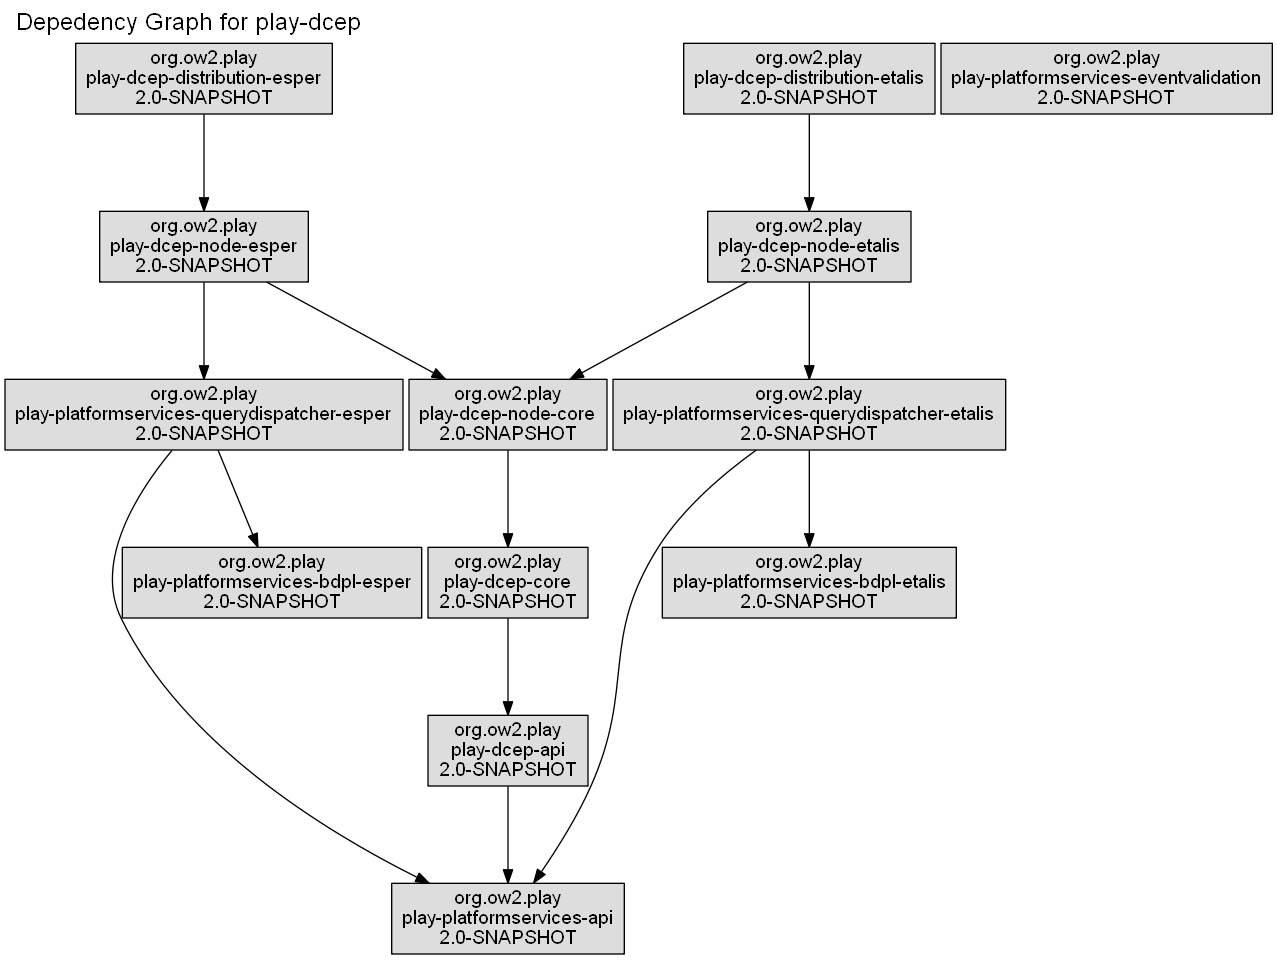 Depedency Graph for play-dcep
org.ow2.play
play-dcep-distribution-esper
2.0-SNAPSHOT
org.ow2.play
play-dcep-distribution-etalis
2.0-SNAPSHOT
org.ow2.play
play-platformservices-eventvalidation
2.0-SNAPSHOT
org.ow2.play
play-dcep-node-esper
2.0-SNAPSHOT
org.ow2.play
play-dcep-node-etalis
2.0-SNAPSHOT
org.ow2.play
play-platformservices-querydispatcher-esper
2.0-SNAPSHOT
org.ow2.play
play-dcep-node-core
2.0-SNAPSHOT
org.ow2.play
play-platformservices-querydispatcher-etalis
2.0-SNAPSHOT
org.ow2.play
play-platformservices-bdpl-esper
2.0-SNAPSHOT
org.ow2.play
play-dcep-core
2.0-SNAPSHOT
org.ow2.play
play-platformservices-bdpl-etalis
2.0-SNAPSHOT
org.ow2.play
play-dcep-api
2.0-SNAPSHOT
org.ow2.play
play-platformservices-api
2.0-SNAPSHOT